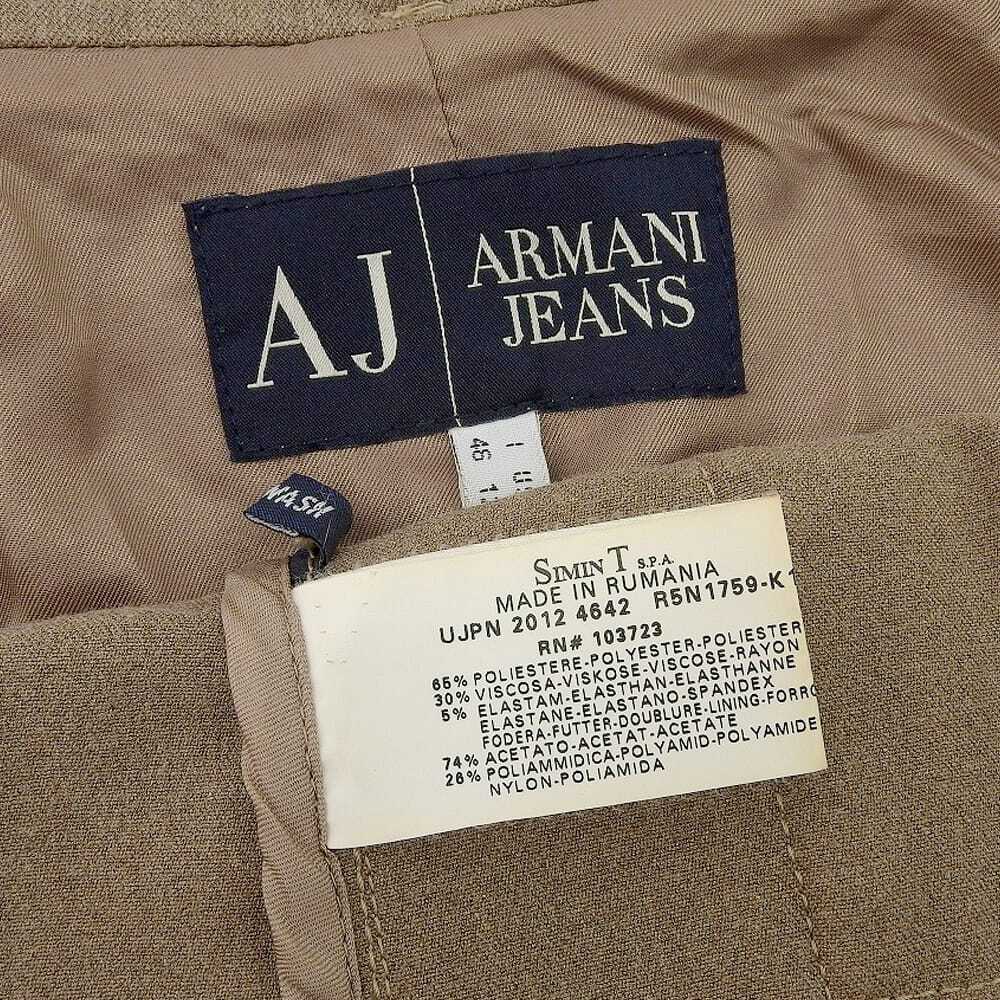 AJ
ARMANI
JEANS
I
46
WASH
SIMINT S.P.A.
MADE IN RUMANIA
UJPN 2012 4642 R5N1759-K1
RN# 103723
65% POLIESTERE-POLYESTER-POLIESTER
30% VISCOSA-VISKOSE-VISCOSE-RAYON
5% ELASTAM-ELASTHAN-ELASTHANNE
ELASTANE-ELASTANO-SPANDEX
FODERA-FUTTER-DOUBLURE-LINING-FORRO
74% ACETATO-ACETAT-ACETATE
26% POLIAMMIDICA-POLYAMID-POLYAMIDE
NYLON-POLIAMIDA